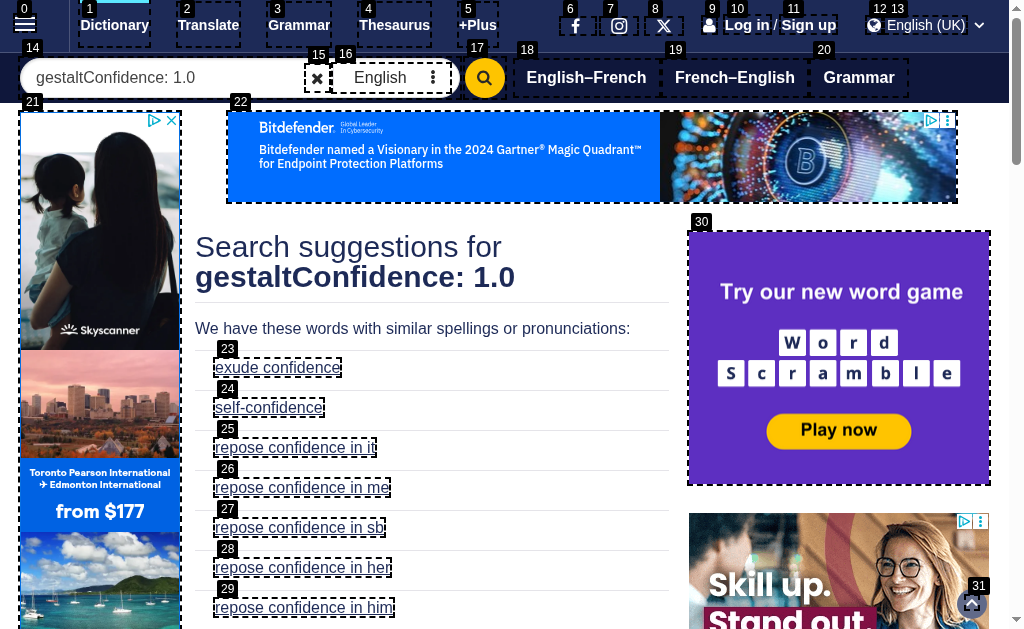 0 1 2 3 4 5 6 7 8 9 10 11 12 13
Dictionary Translate Grammar Thesaurus +Plus Log in / Sign up English (UK)
14 15 16 17 18 19 20
gestaltConfidence: 1.0 English English–French French–English Grammar
21 22
Bitdefender Global Leader In Cybersecurity
Bitdefender named a Visionary in the 2024 Gartner® Magic Quadrant™
for Endpoint Protection Platforms
B
Skyscanner
Toronto Pearson International
✈ Edmonton International
from $177
Search suggestions for
gestaltConfidence: 1.0
We have these words with similar spellings or pronunciations:
23
exude confidence
24
self-confidence
25
repose confidence in it
26
repose confidence in me
27
repose confidence in sb
28
repose confidence in her
29
repose confidence in him
30
Try our new word game
Word
Scramble
Play now
Skill up.
Stand out.
31